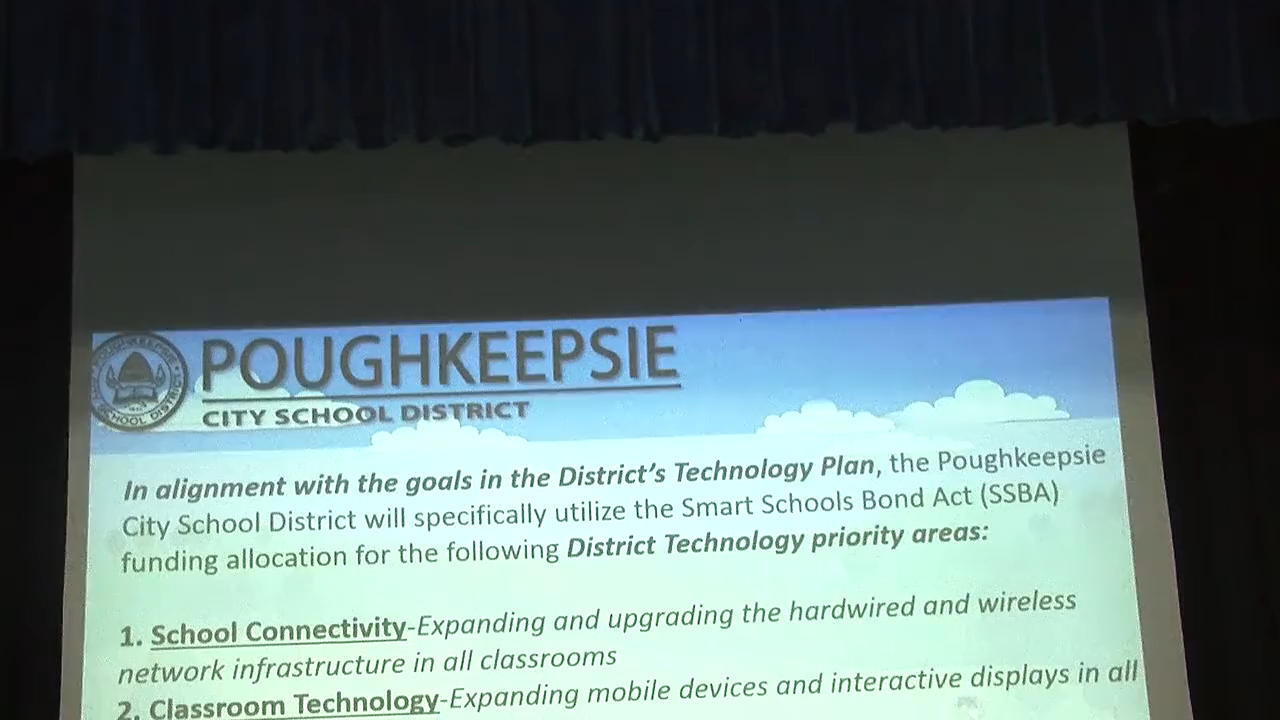 POUGHKEEPSIE
CITY SCHOOL DISTRICT
POUGHKEEPSIE
SCHOOL DISTRICT
In alignment with the goals in the District's Technology Plan, the Poughkeepsie
City School District will specifically utilize the Smart Schools Bond Act (SSBA)
funding allocation for the following District Technology priority areas:
1. School Connectivity-Expanding and upgrading the hardwired and wireless
network infrastructure in all classrooms
2. Classroom Technology-Expanding mobile devices and interactive displays in all